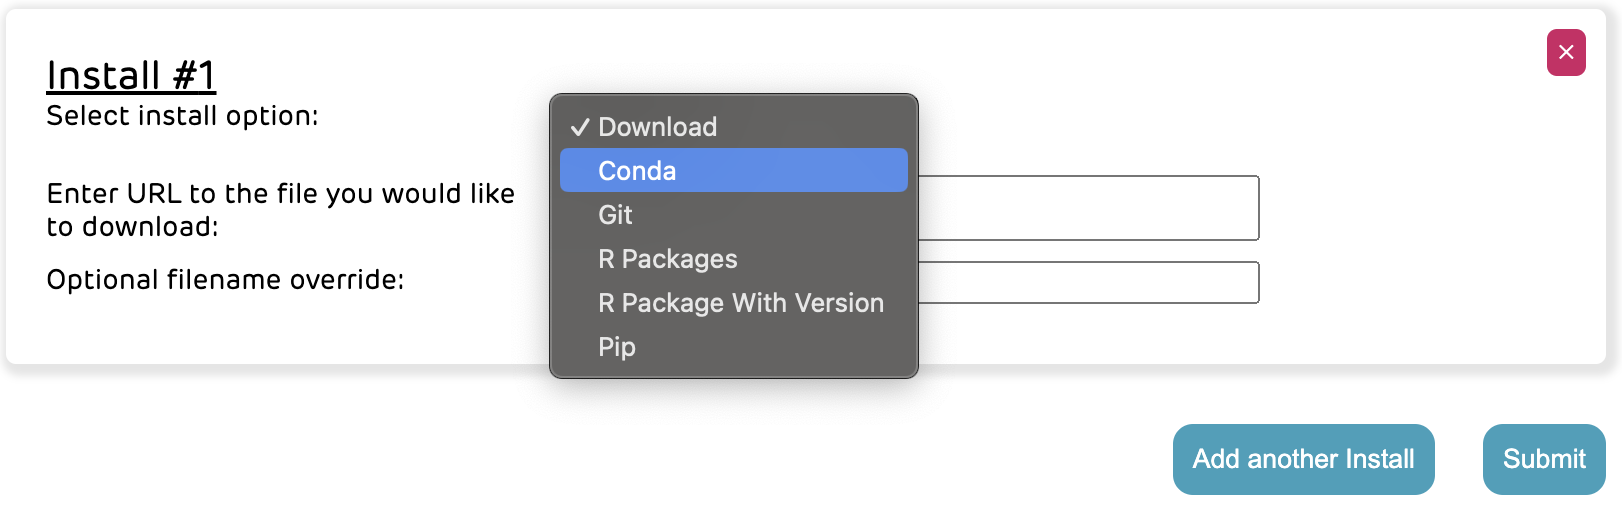 Install #1
Select install option:
✓ Download
Conda
Enter URL to the file you would like
to download:
Git
R Packages
Optional filename override:
R Package With Version
Pip
Add another Install
Submit